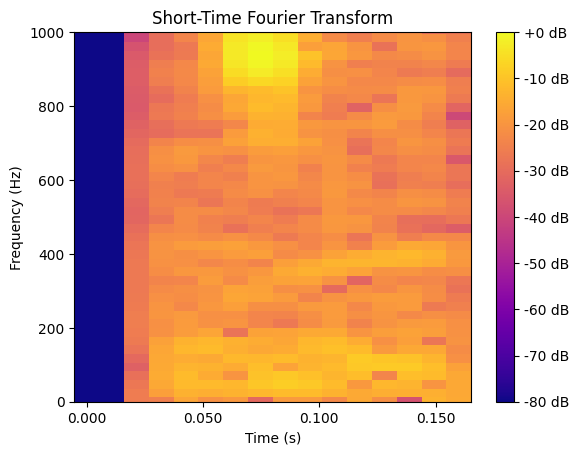 Short-Time Fourier Transform
1000
800
600
400
200
0
Frequency (Hz)
0.000
0.050
0.100
0.150
Time (s)
+0 dB
-10 dB
-20 dB
-30 dB
-40 dB
-50 dB
-60 dB
-70 dB
-80 dB